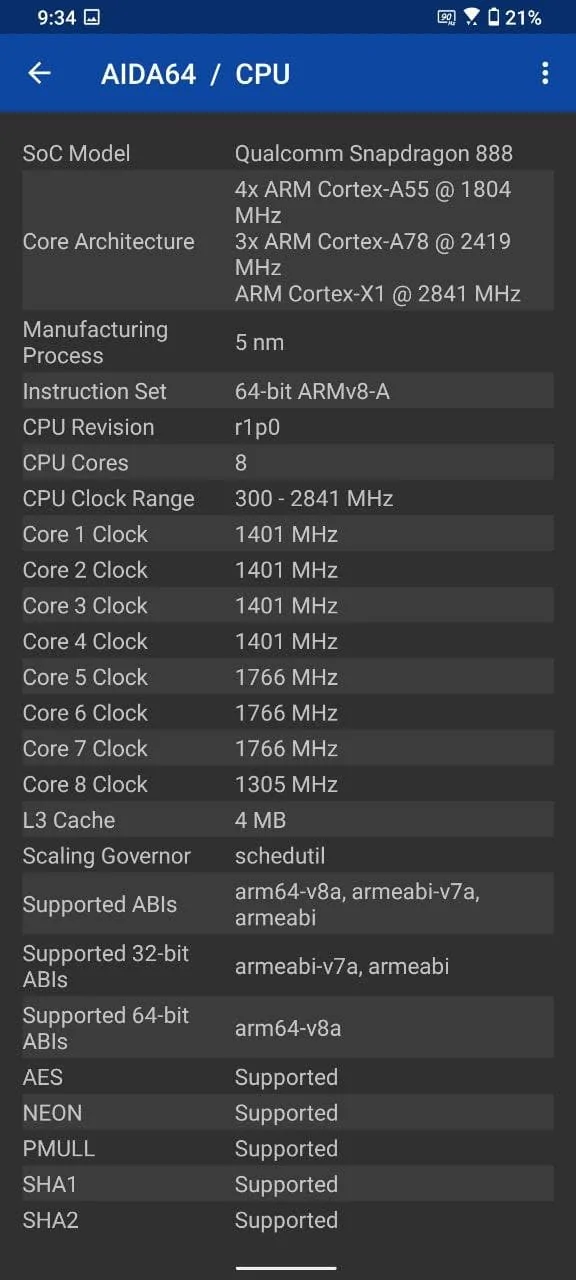 9:34
90 Hz 21%
AIDA64 / CPU
SoC Model Qualcomm Snapdragon 888
Core Architecture 4x ARM Cortex-A55 @ 1804
MHz
3x ARM Cortex-A78 @ 2419
MHz
ARM Cortex-X1 @ 2841 MHz
Manufacturing
Process 5 nm
Instruction Set 64-bit ARMv8-A
CPU Revision r1p0
CPU Cores 8
CPU Clock Range 300 - 2841 MHz
Core 1 Clock 1401 MHz
Core 2 Clock 1401 MHz
Core 3 Clock 1401 MHz
Core 4 Clock 1401 MHz
Core 5 Clock 1766 MHz
Core 6 Clock 1766 MHz
Core 7 Clock 1766 MHz
Core 8 Clock 1305 MHz
L3 Cache 4 MB
Scaling Governor schedutil
Supported ABIs arm64-v8a, armeabi-v7a,
armeabi
Supported 32-bit
ABIs armeabi-v7a, armeabi
Supported 64-bit
ABIs arm64-v8a
AES Supported
NEON Supported
PMULL Supported
SHA1 Supported
SHA2 Supported